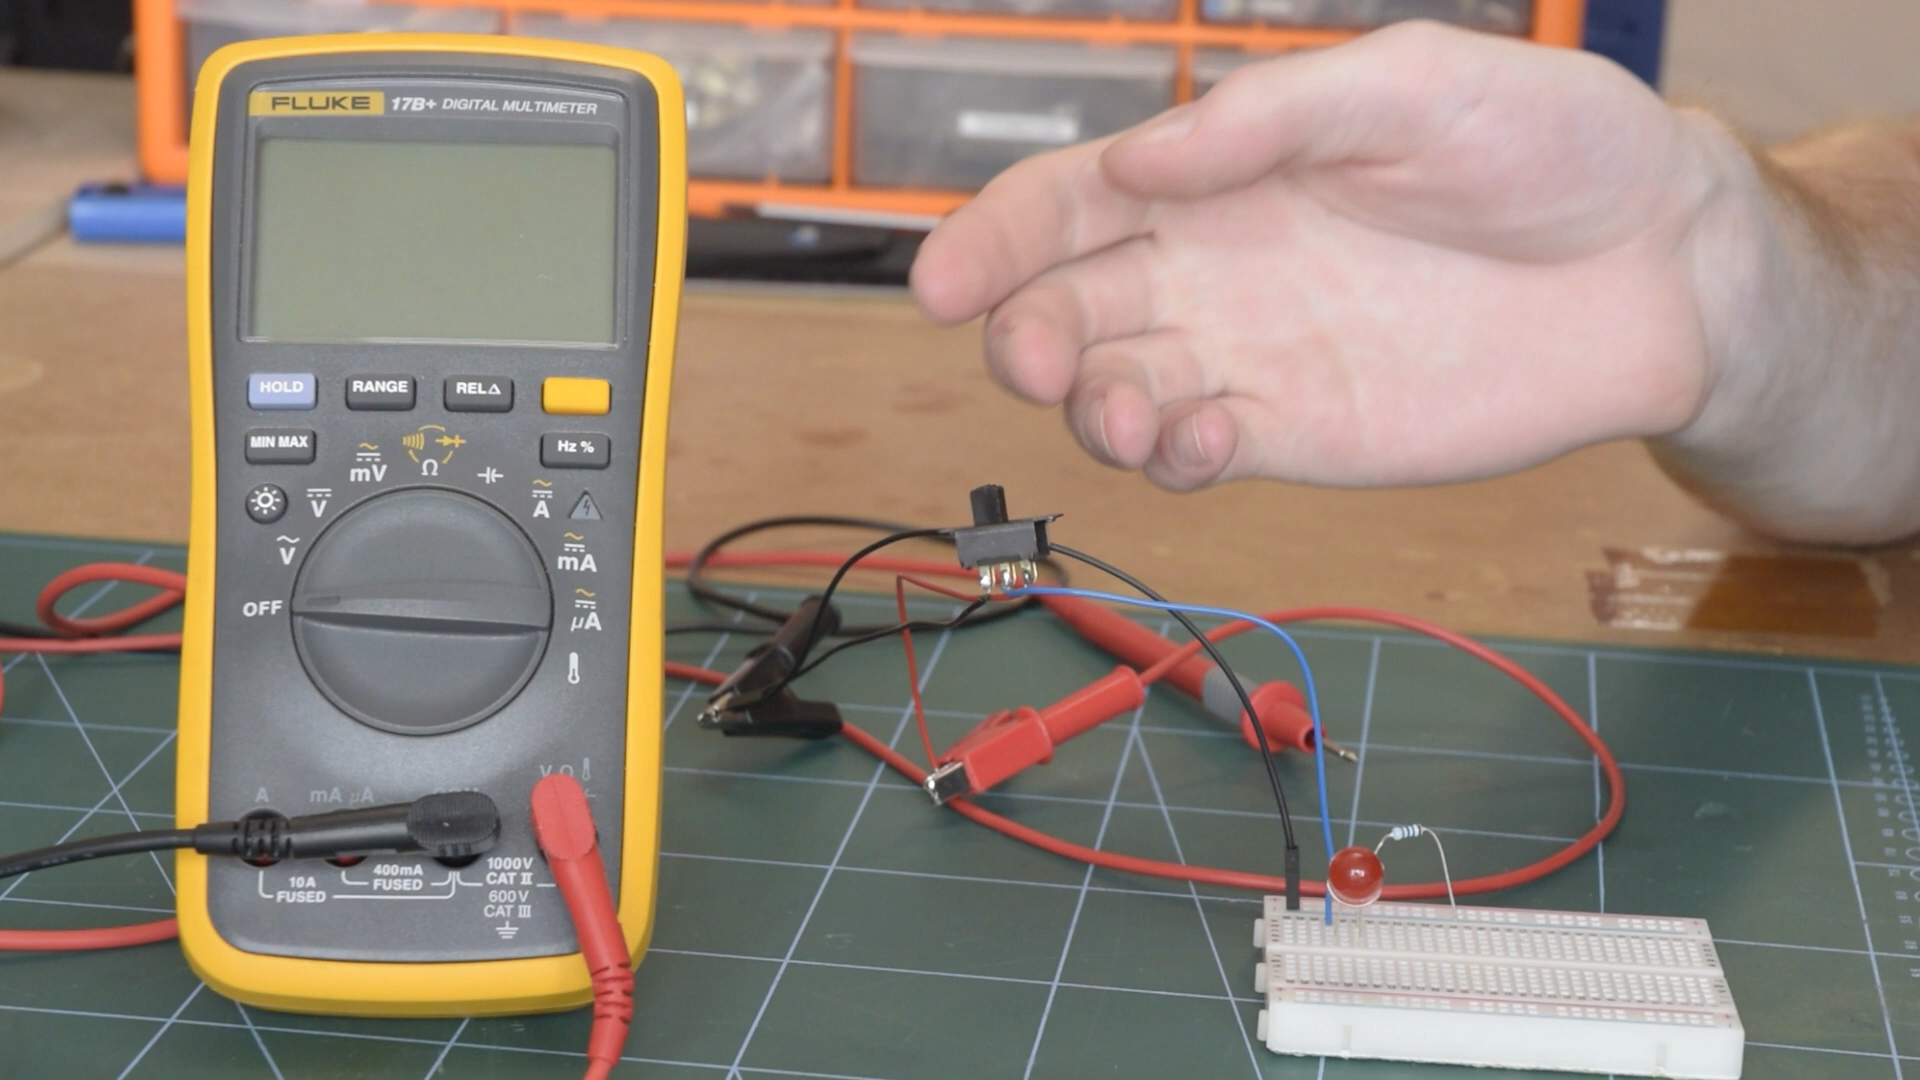 FLUKE 17B+ DIGITAL MULTIMETER
HOLD RANGE REL△
MIN MAX Hz %
mV Ω
V A
V mA
OFF
µA
A mA µA V Ω
1000V
CAT II
400mA
FUSED
10A
FUSED
600V
CAT III